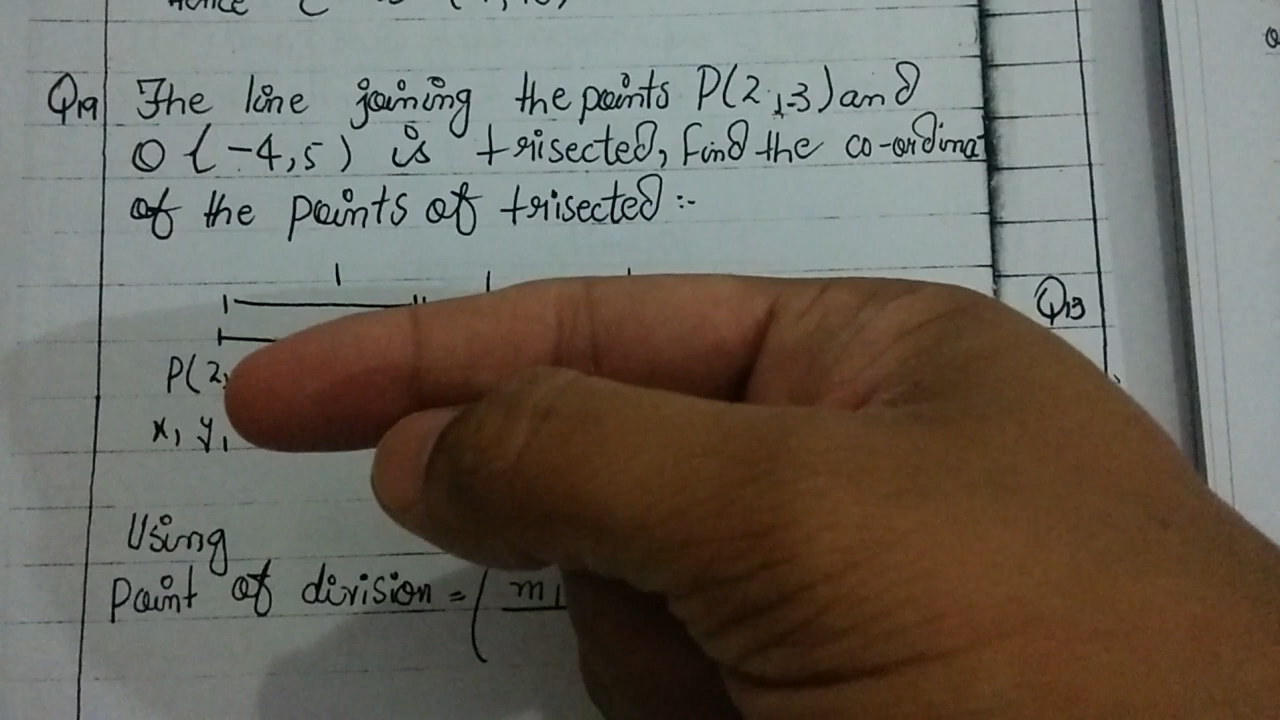 Q19 The line joining the points P(2,-3) and
O(-4,5) is trisected, Find the co-ordina
of the points of trisected :-
P(2,
x1 y1
Q13
Using
Point of division = ( m1